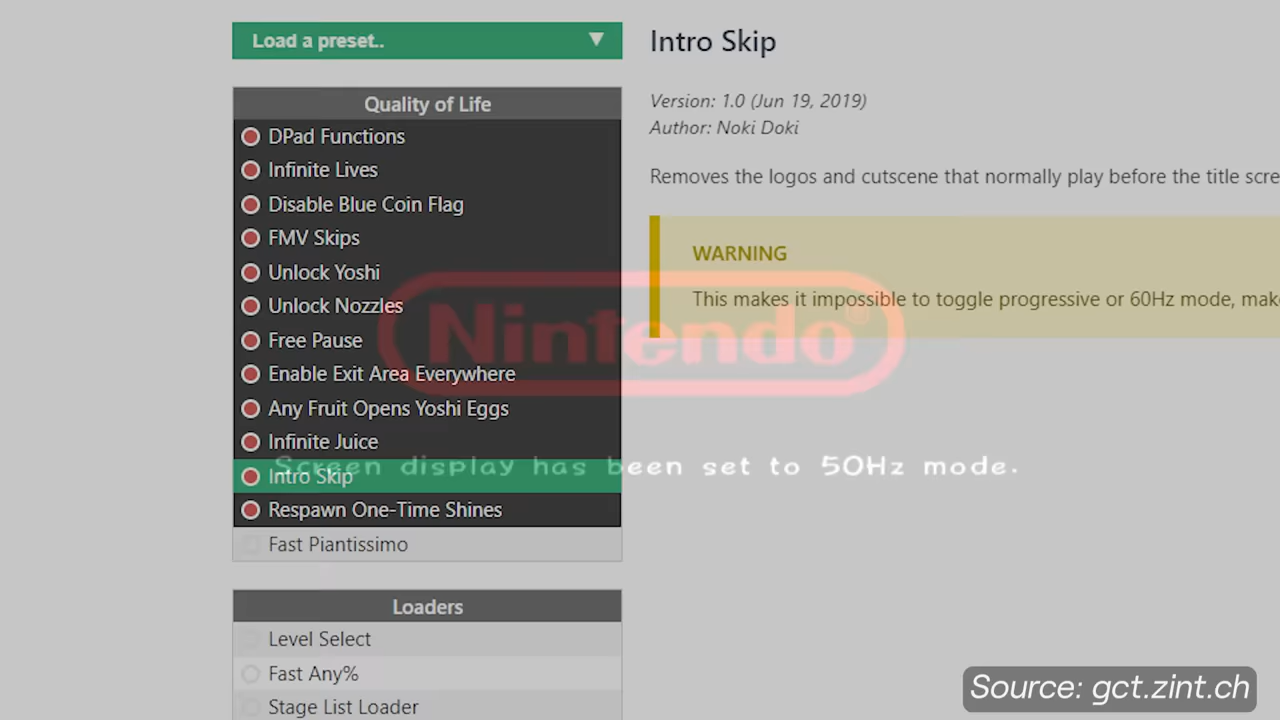 Load a preset..
Quality of Life
DPad Functions
Infinite Lives
Disable Blue Coin Flag
FMV Skips
Unlock Yoshi
Unlock Nozzles
Free Pause
Enable Exit Area Everywhere
Any Fruit Opens Yoshi Eggs
Infinite Juice
Intro Skip
Respawn One-Time Shines
Fast Piantissimo
Loaders
Level Select
Fast Any%
Stage List Loader
Intro Skip
Version: 1.0 (Jun 19, 2019)
Author: Noki Doki
Removes the logos and cutscene that normally play before the title scre
WARNING
This makes it impossible to toggle progressive or 60Hz mode, mak
Nintendo®
Screen display has been set to 50Hz mode.
Source: gct.zint.ch